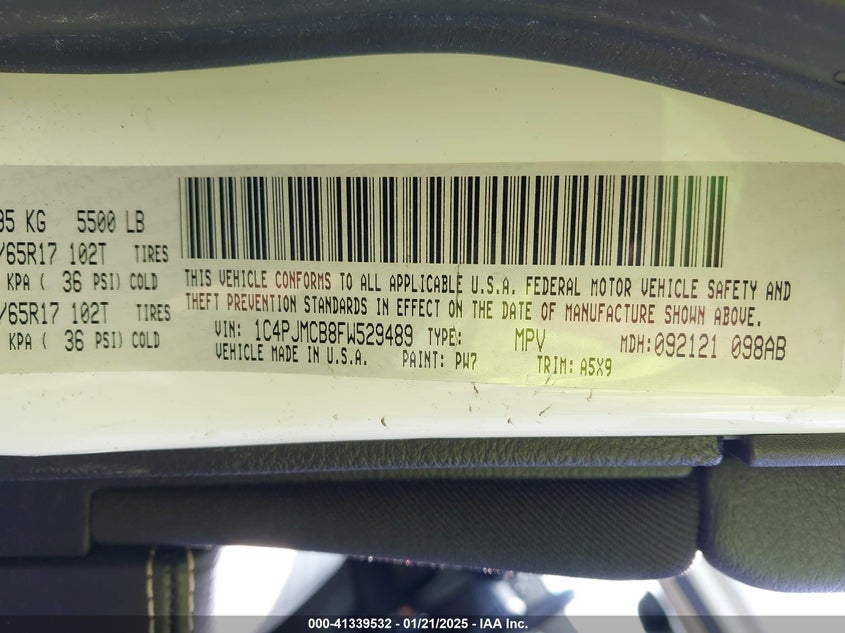 95 KG 5500 LB
/65R17 102T TIRES
KPA ( 36 PSI) COLD
/65R17 102T TIRES
KPA ( 36 PSI) COLD
THIS VEHICLE CONFORMS TO ALL APPLICABLE U.S.A. FEDERAL MOTOR VEHICLE SAFETY AND
THEFT PREVENTION STANDARDS IN EFFECT ON THE DATE OF MANUFACTURE SHOWN ABOVE.
VIN: 1C4PJMCB8FW529489 TYPE: MPV MDH:092121 098AB
VEHICLE MADE IN U.S.A. PAINT: PW7 TRIM: A5X9
000-41339532 - 01/21/2025 - IAA Inc.